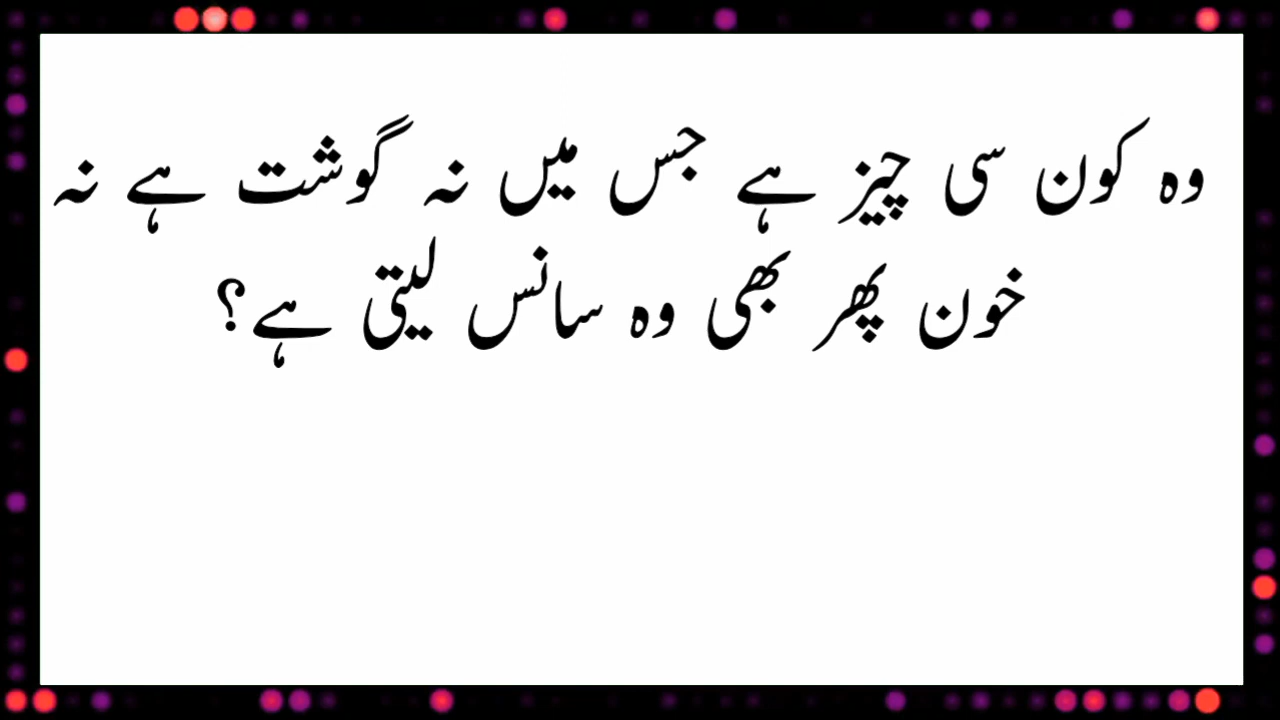 وہ کون سی چیز ہے جس میں نہ گوشت ہے نہ
خون پھر بھی وہ سانس لیتی ہے؟